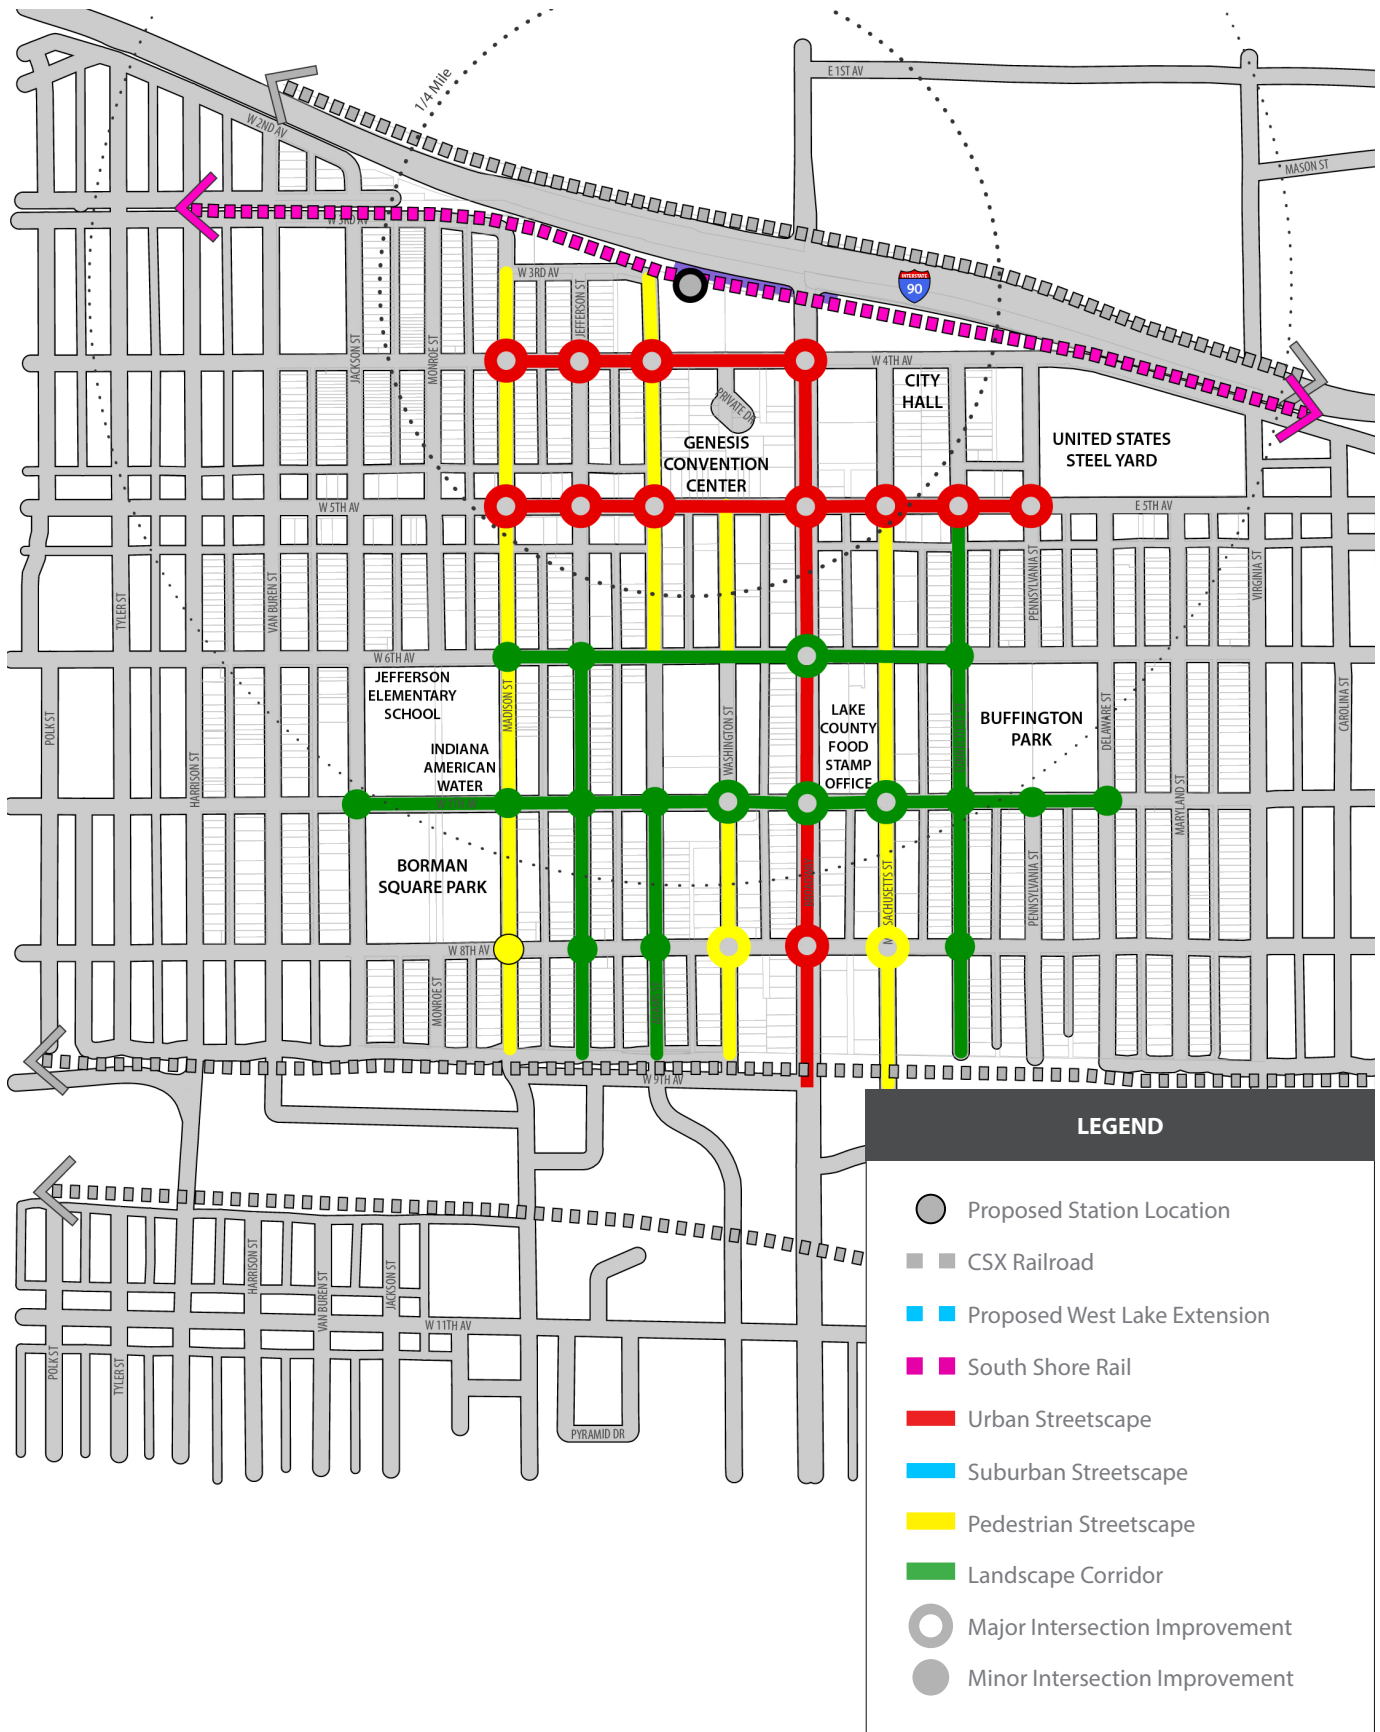 E 1ST AV
1/4 Mile
W 2ND AV
MASON ST
W 3RD AV
W 3RD AV
INTERSTATE
90
JEFFERSON ST
JACKSON ST
MONROE ST
W 4TH AV
CITY
HALL
PRIVATE DR
GENESIS
CONVENTION
CENTER
UNITED STATES
STEEL YARD
W 5TH AV
E 5TH AV
TYLER ST
VAN BUREN ST
PENNSYLVANIA ST
VIRGINIA ST
W 6TH AV
JEFFERSON
ELEMENTARY
SCHOOL
POLK ST
MADISON ST
WASHINGTON ST
LAKE
COUNTY
FOOD
STAMP
OFFICE
BUFFINGTON
PARK
DELAWARE ST
CAROLINA ST
INDIANA
AMERICAN
WATER
HARRISON ST
MARYLAND ST
BORMAN
SQUARE PARK
SACHUSETTS ST
PENNSYLVANIA ST
W 8TH AV
MONROE ST
W 9TH AV
HARRISON ST
VAN BUREN ST
JACKSON ST
W 11TH AV
POLK ST
TYLER ST
PYRAMID DR
LEGEND
Proposed Station Location
CSX Railroad
Proposed West Lake Extension
South Shore Rail
Urban Streetscape
Suburban Streetscape
Pedestrian Streetscape
Landscape Corridor
Major Intersection Improvement
Minor Intersection Improvement